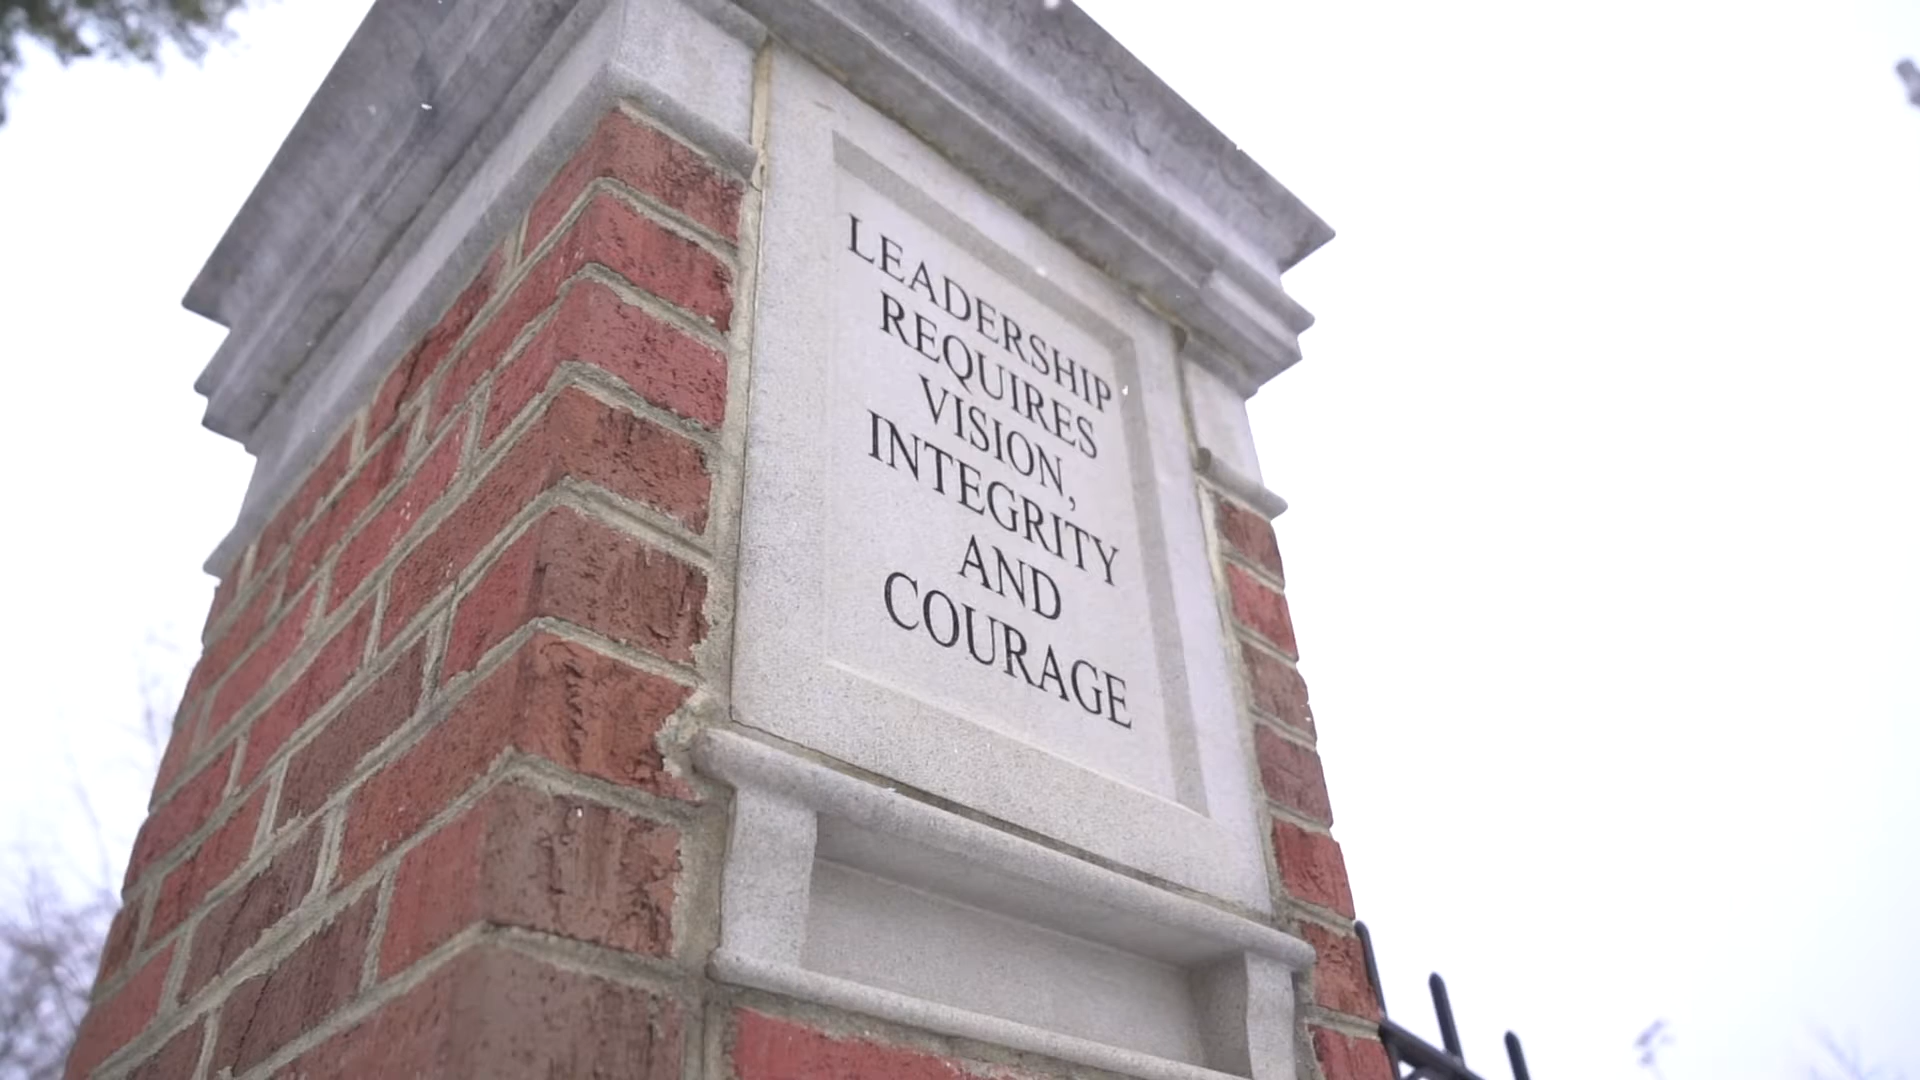 LEADERSHIP
REQUIRES
VISION,
INTEGRITY
AND
COURAGE